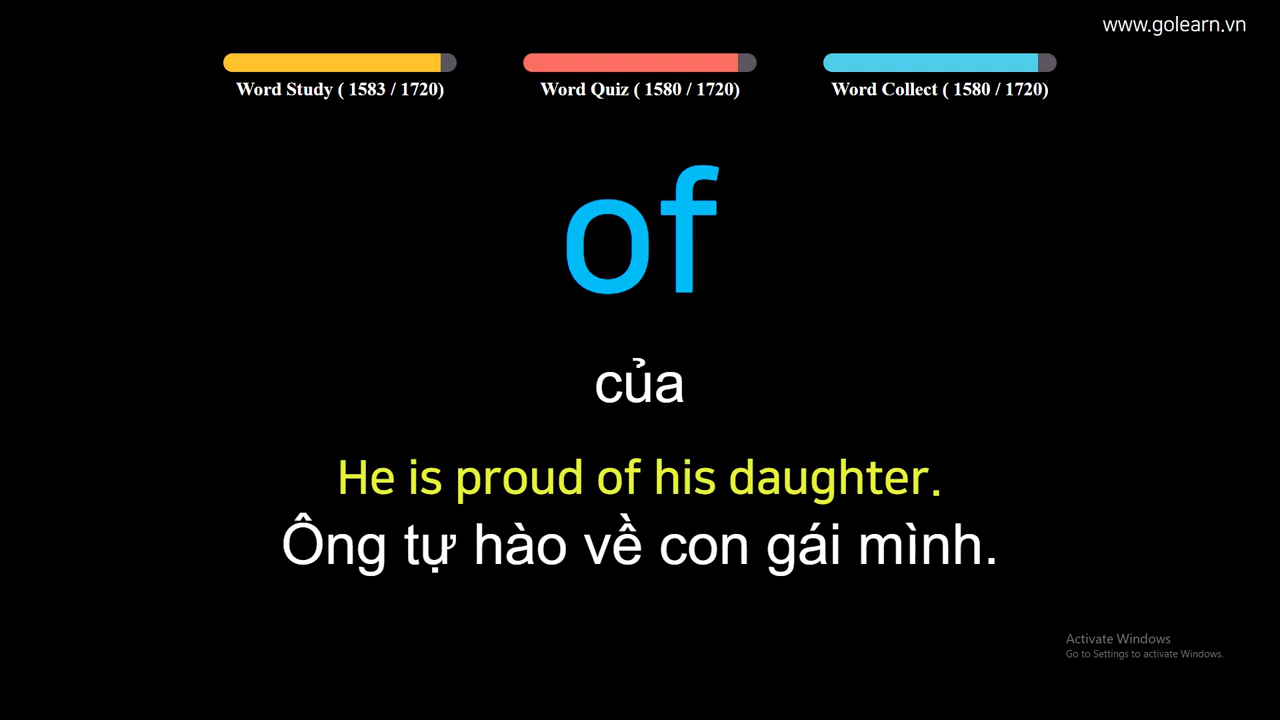 www.golearn.vn
Word Study ( 1583 / 1720)
Word Quiz ( 1580 / 1720)
Word Collect ( 1580 / 1720)
of
của
He is proud of his daughter.
Ông tự hào về con gái mình.
Activate Windows
Go to Settings to activate Windows.